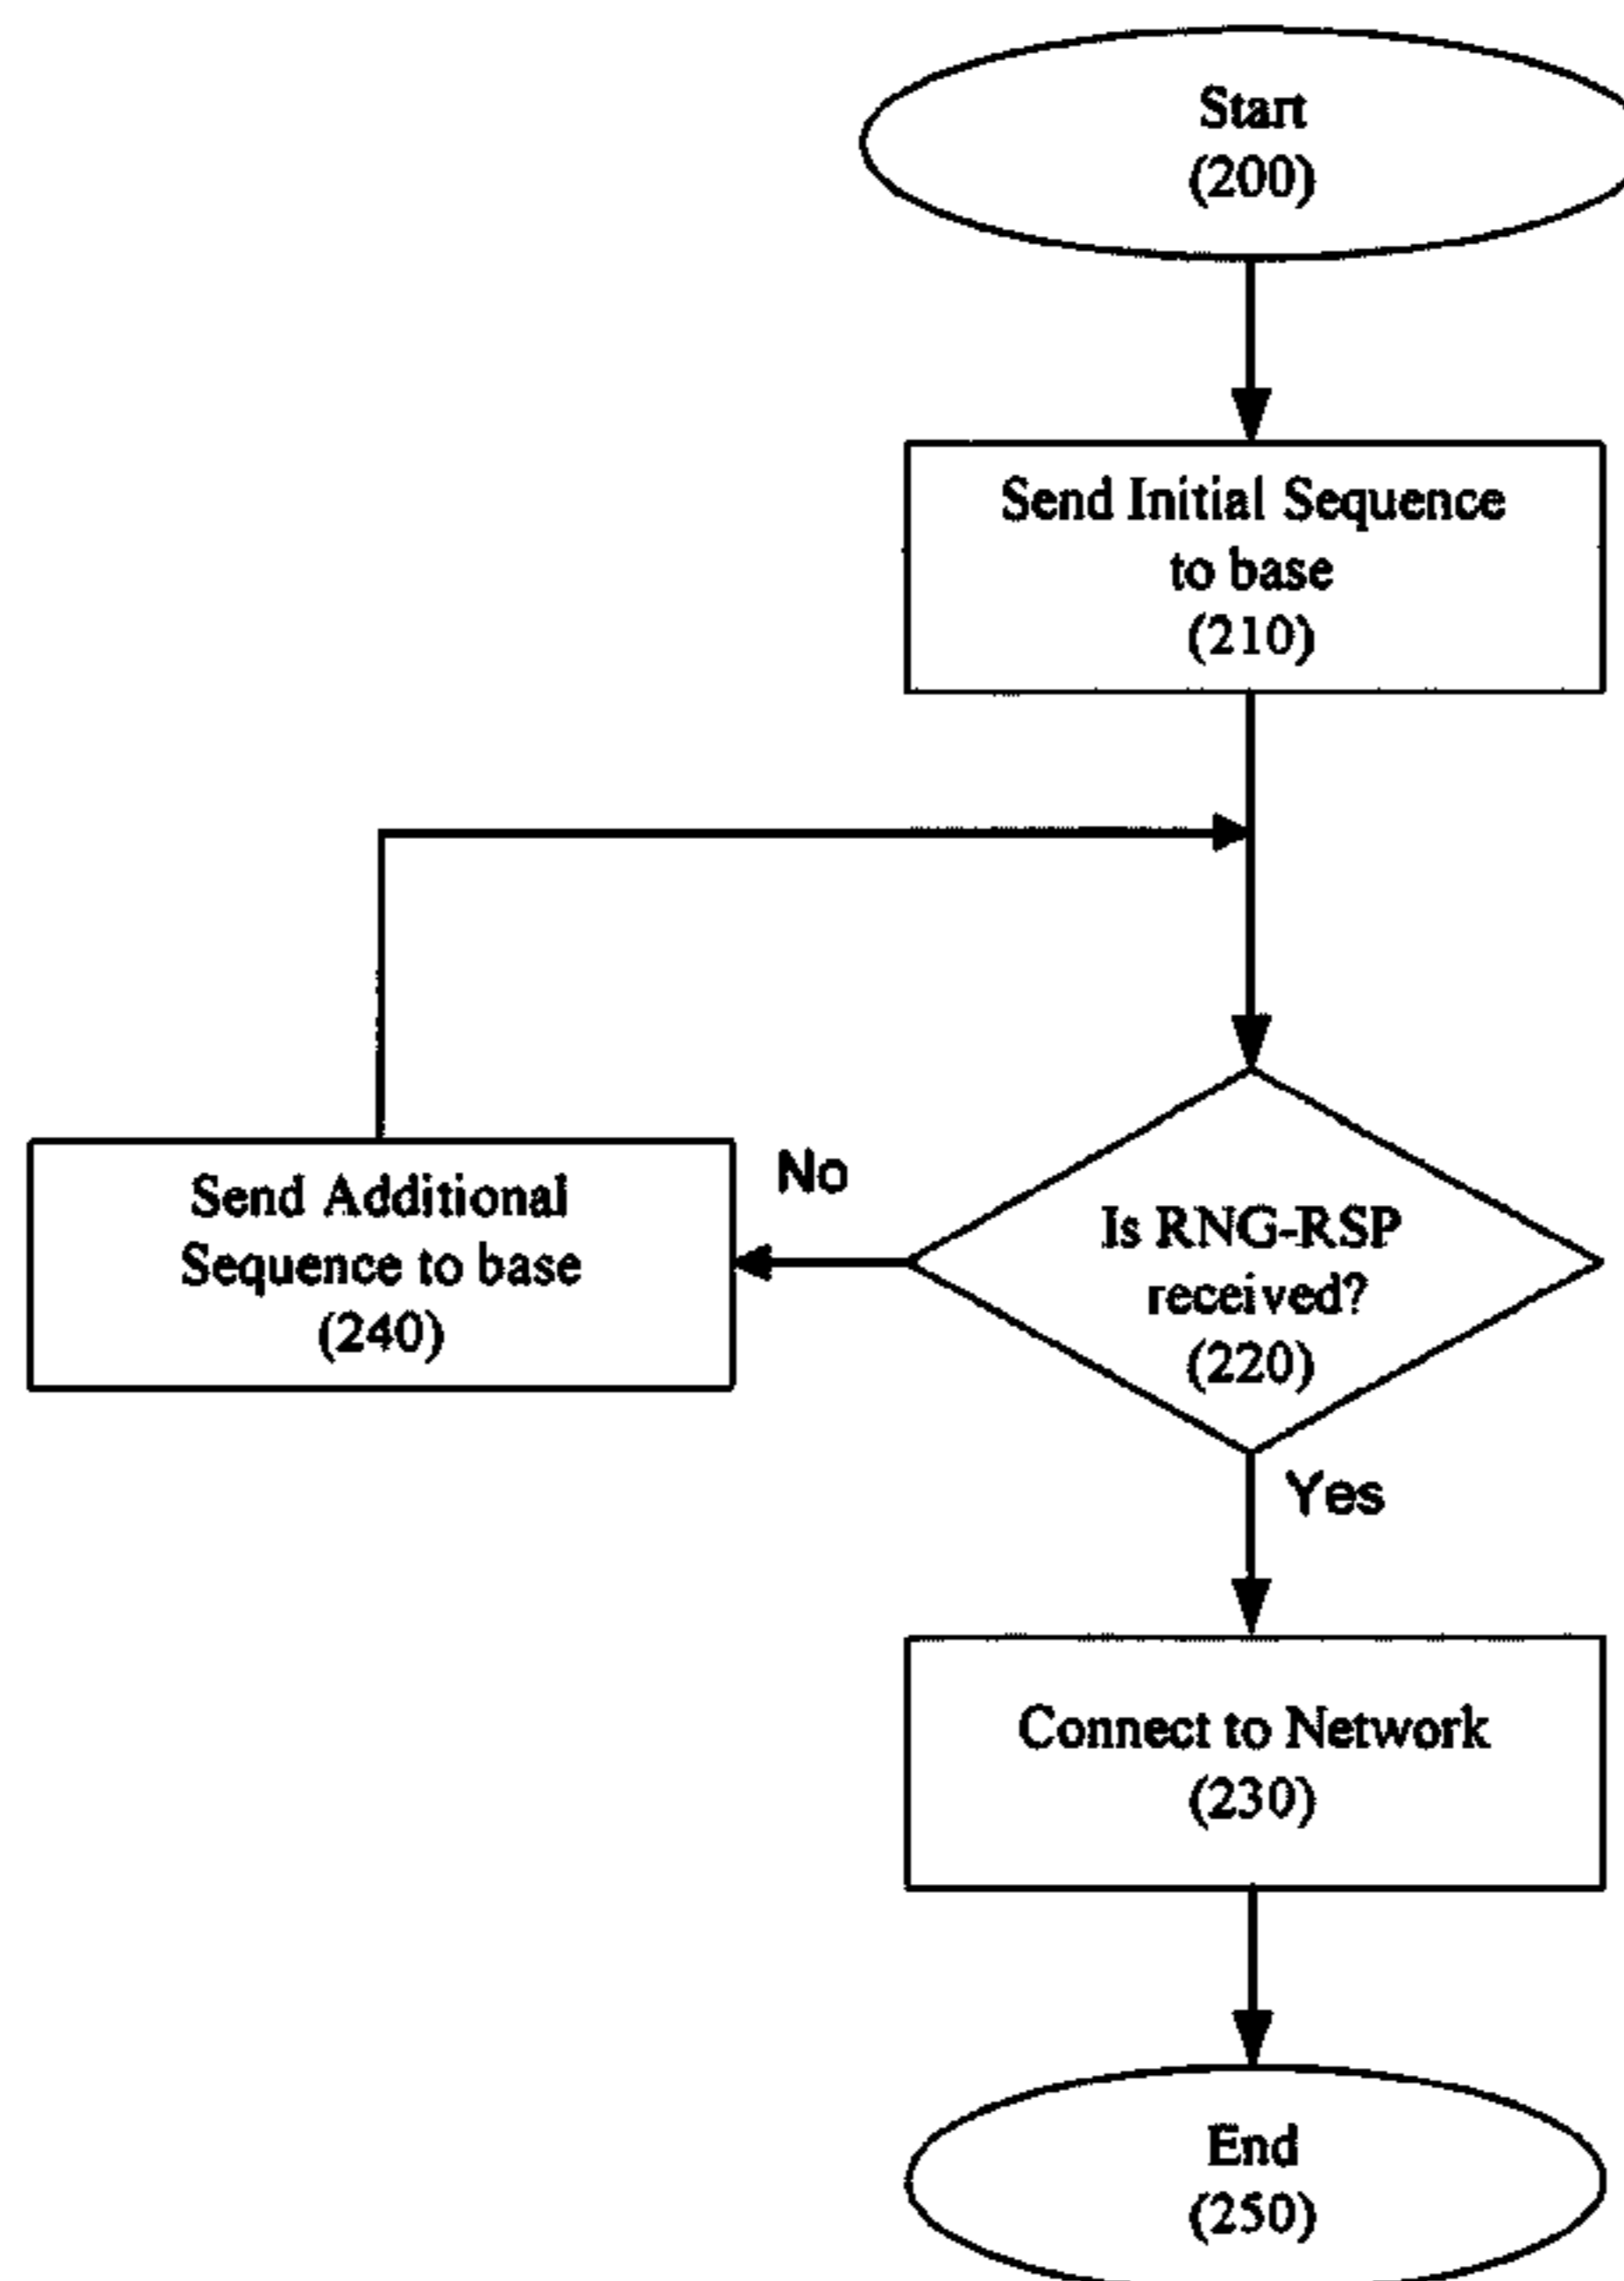 Start
(200)
Send Initial Sequence
to base
(210)
No
Send Additional
Sequence to base
(240)
Is RNG-RSP
received?
(220)
Yes
Connect to Network
(230)
End
(250)